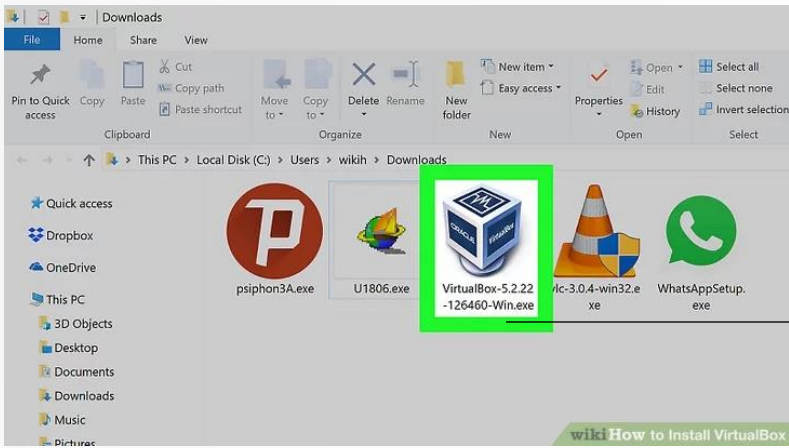 Downloads
File Home Share View
Pin to Quick access
Copy
Paste
Cut
Copy path
Paste shortcut
Clipboard
Move to
Copy to
Delete
Rename
Organize
New folder
New item
Easy access
New
Properties
Open
Edit
History
Open
Select all
Select none
Invert selection
Select
This PC > Local Disk (C:) > Users > wikih > Downloads
Quick access
Dropbox
OneDrive
This PC
3D Objects
Desktop
Documents
Downloads
Music
Pictures
psiphon3A.exe
U1806.exe
ORACLE
VirtualBox
VirtualBox-5.2.22
-126460-Win.exe
vlc-3.0.4-win32.e
xe
WhatsAppSetup.
exe
wikiHow to Install VirtualBox